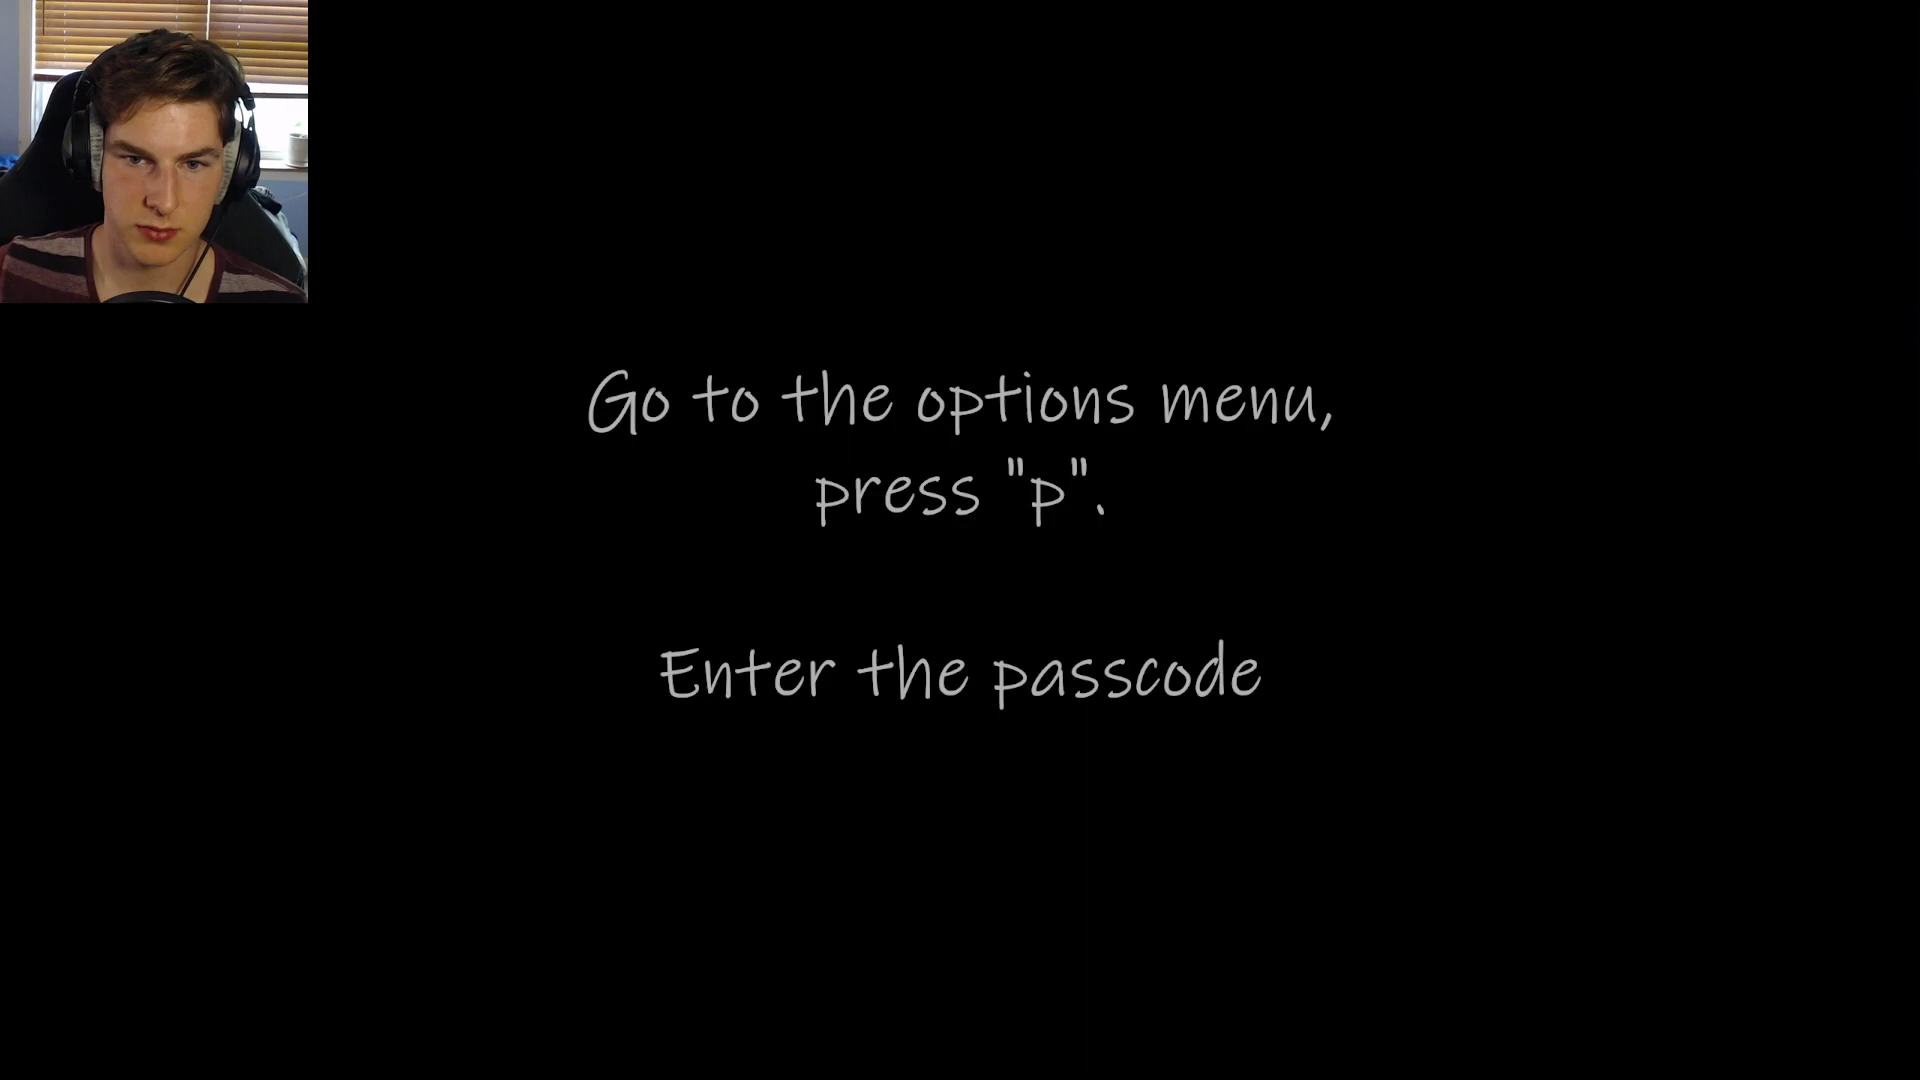 Go to the options menu,
press "p".
Enter the passcode